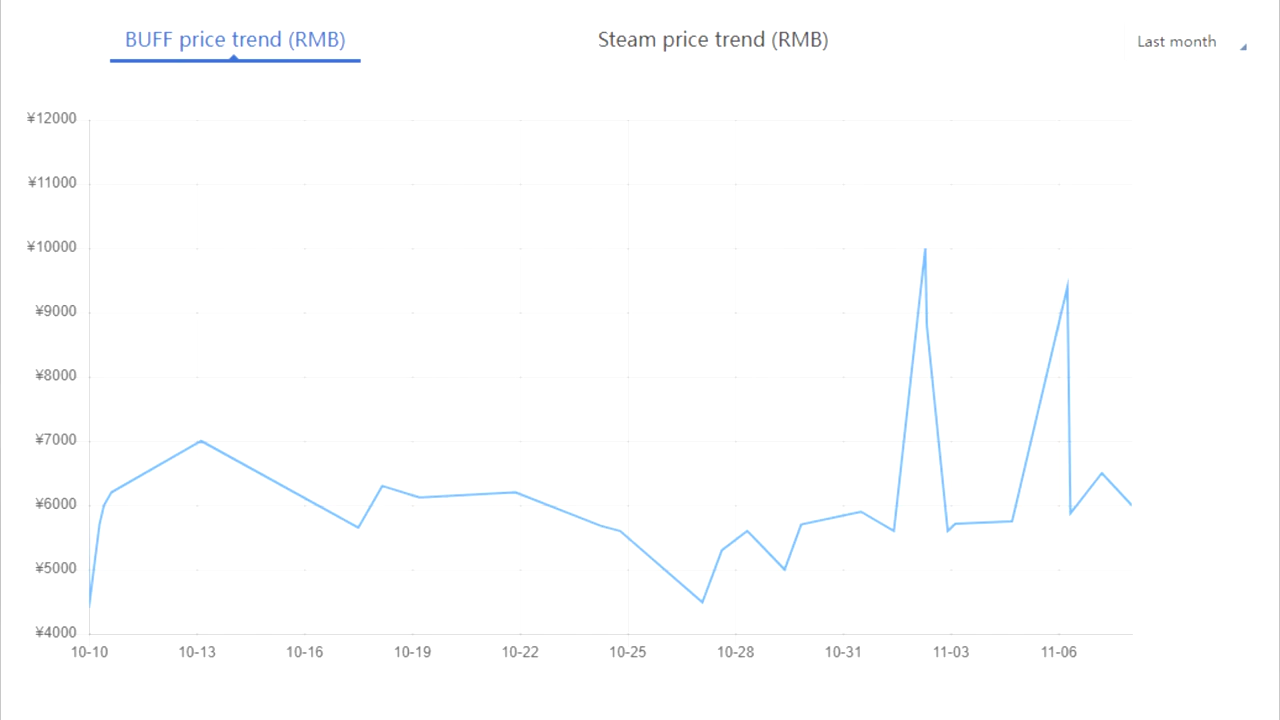 BUFF price trend (RMB)
Steam price trend (RMB)
Last month
¥12000
¥11000
¥10000
¥9000
¥8000
¥7000
¥6000
¥5000
¥4000
10-10 10-13 10-16 10-19 10-22 10-25 10-28 10-31 11-03 11-06